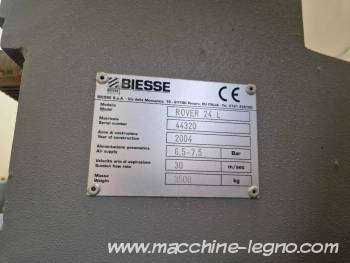 BIESSE
CE
BIESSE S.p.A. - Via della Meccanica, 16 - 61100 Pesaro,
Modello
Model
ROVER 24 L
Matricola
Serial number
44320
Anno di costruzione
Year of construction
2004
Alimentazione pneumatica
Air supply
6,5-7,5
Bar
Velocità aria di aspirazione
Suction flow rate
30
m/sec
Massa
Weight
3500
kg
www.macchine-legno.com